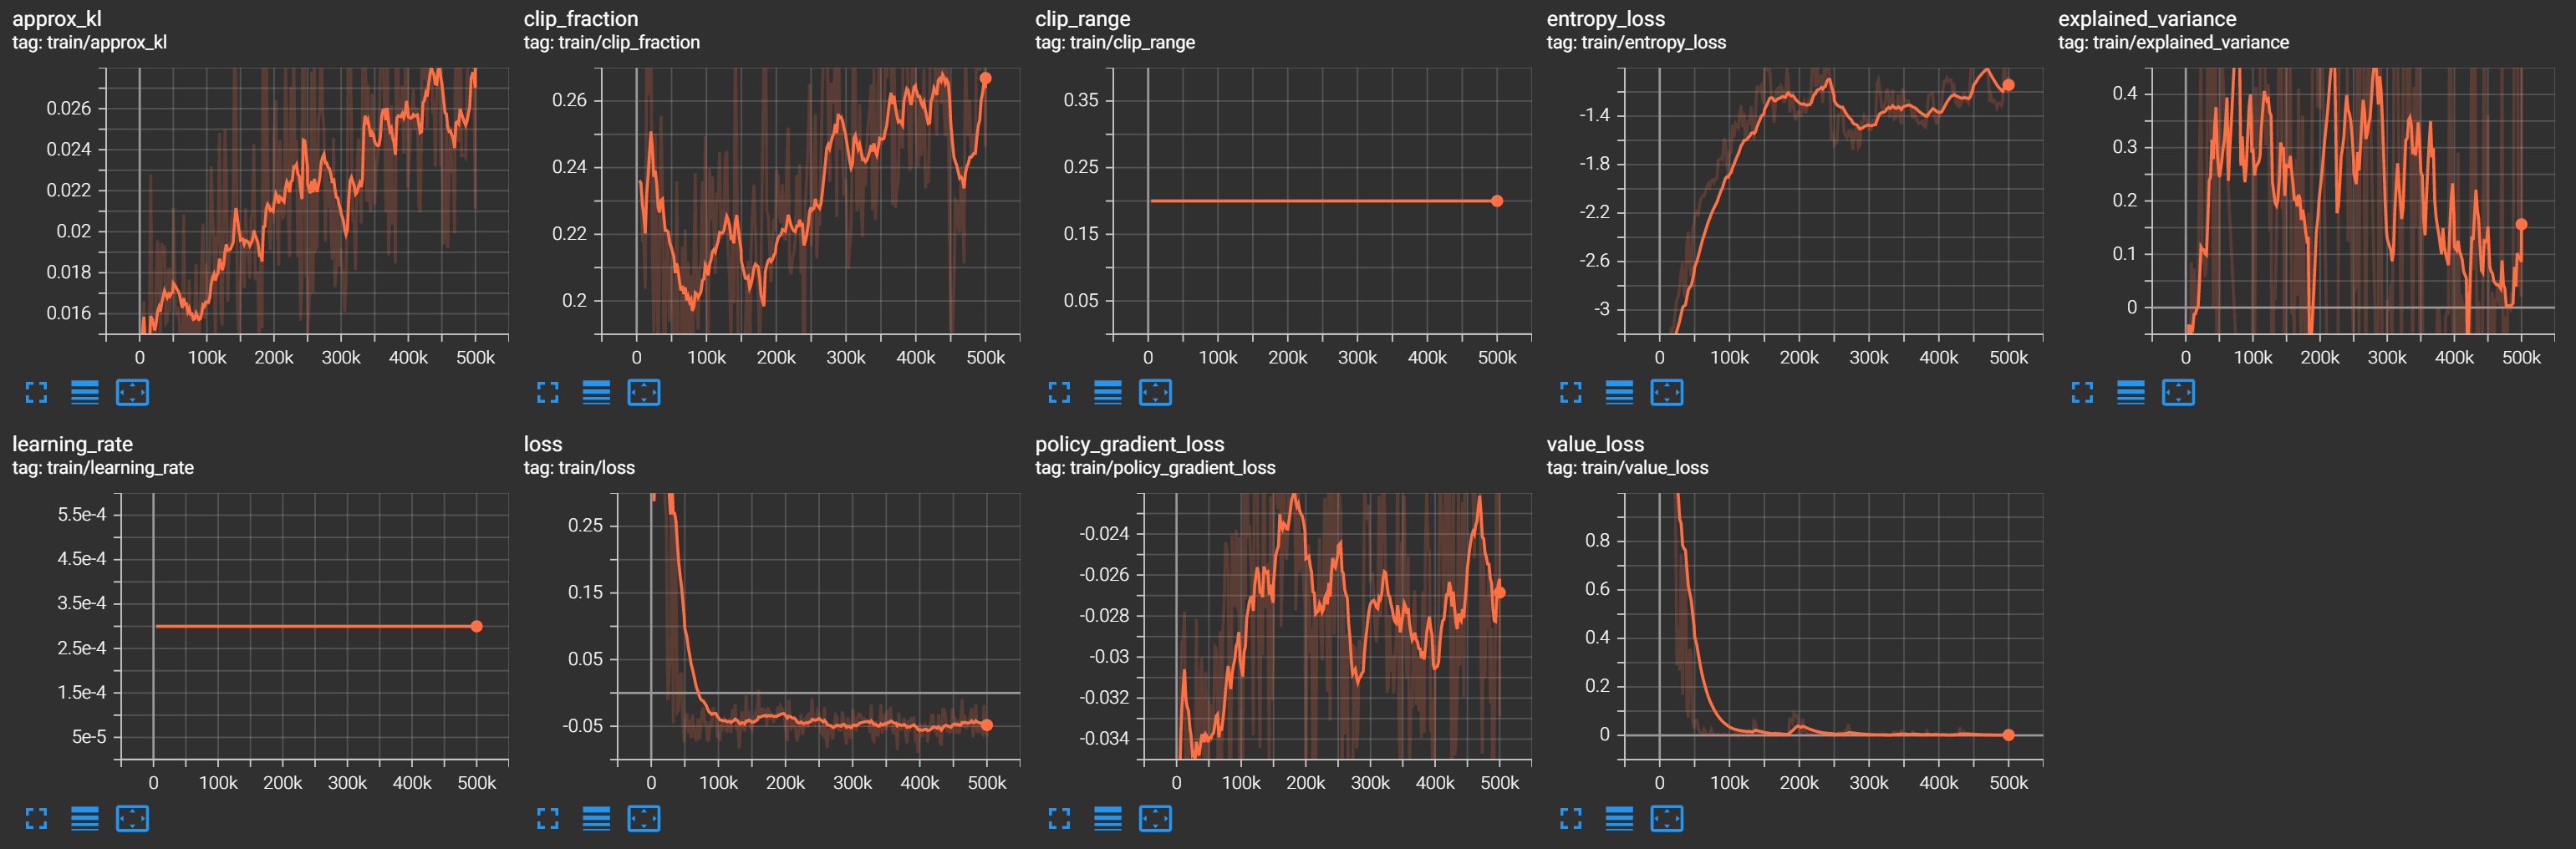 approx_kl
tag: train/approx_kl
0.026
0.024
0.022
0.02
0.018
0.016
0 100k 200k 300k 400k 500k
clip_fraction
tag: train/clip_fraction
0.26
0.24
0.22
0.2
0 100k 200k 300k 400k 500k
clip_range
tag: train/clip_range
0.35
0.25
0.15
0.05
0 100k 200k 300k 400k 500k
entropy_loss
tag: train/entropy_loss
-1.4
-1.8
-2.2
-2.6
-3
0 100k 200k 300k 400k 500k
explained_variance
tag: train/explained_variance
0.4
0.3
0.2
0.1
0
0 100k 200k 300k 400k 500k
learning_rate
tag: train/learning_rate
5.5e-4
4.5e-4
3.5e-4
2.5e-4
1.5e-4
5e-5
0 100k 200k 300k 400k 500k
loss
tag: train/loss
0.25
0.15
0.05
-0.05
0 100k 200k 300k 400k 500k
policy_gradient_loss
tag: train/policy_gradient_loss
-0.024
-0.026
-0.028
-0.03
-0.032
-0.034
0 100k 200k 300k 400k 500k
value_loss
tag: train/value_loss
0.8
0.6
0.4
0.2
0
0 100k 200k 300k 400k 500k